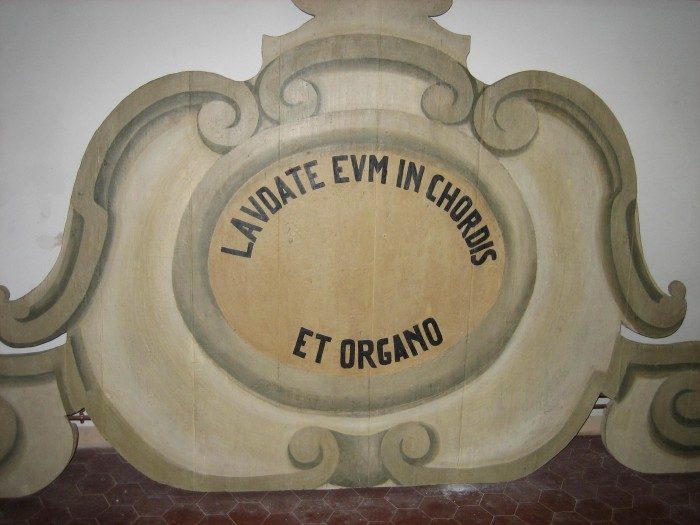 LAVDATE EVM IN CHORDIS
ET ORGANO